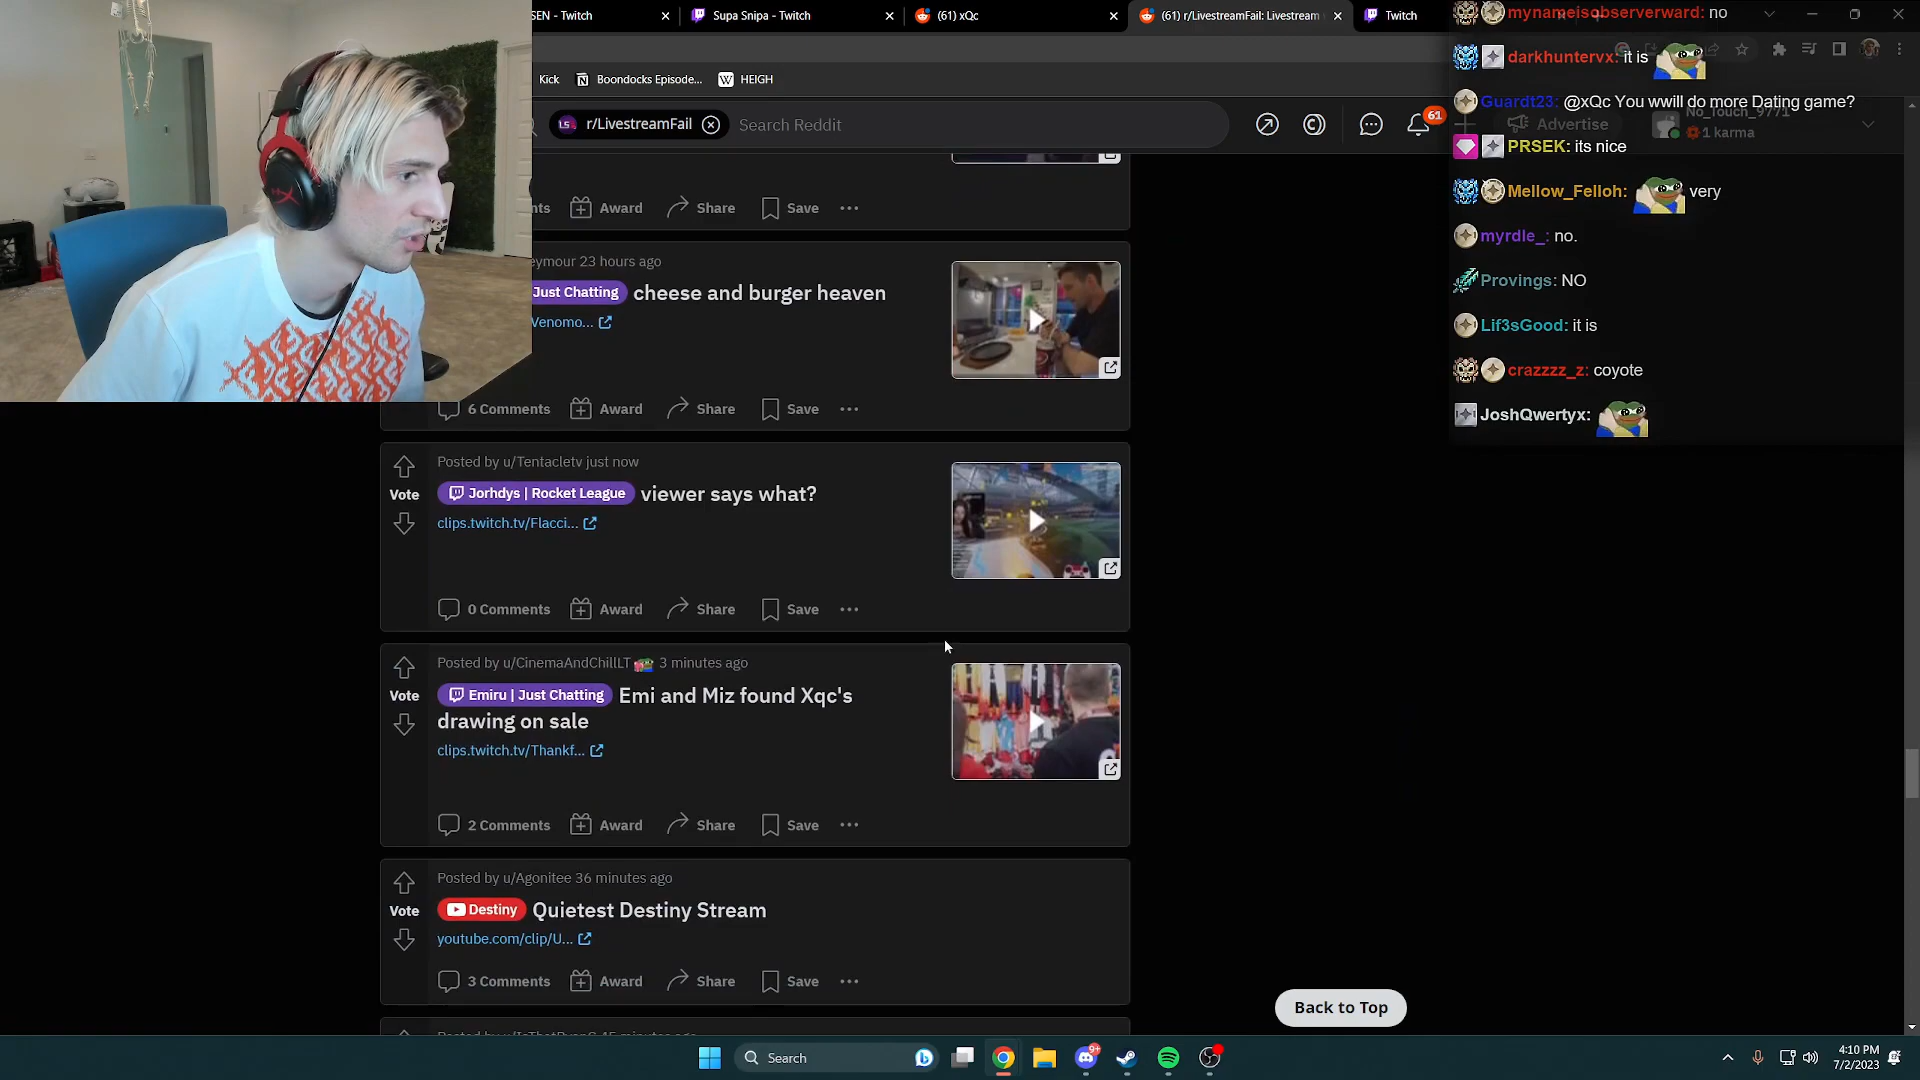 SEN - Twitch
Supa Snipa - Twitch
(61) xQc
(61) r/LivestreamFail: Livestream
Twitch
Kick
Boondocks Episode...
W HEIGH
r/LivestreamFail
Search Reddit
61
Advertise
No_Touch_9771
1 karma
mynameisobserverward: no
darkhuntervx: it is
Guardt23: @xQc You wwill do more Dating game?
PRSEK: its nice
Mellow_Felloh: very
myrdle_: no.
Provings: NO
Lif3sGood: it is
crazzzz_z: coyote
JoshQwertyx:
nts Award Share Save
eymour 23 hours ago
Just Chatting cheese and burger heaven
Venomo...
6 Comments Award Share Save
Posted by u/Tentacletv just now
Vote
Jorhdys | Rocket League viewer says what?
clips.twitch.tv/Flacci...
0 Comments Award Share Save
Posted by u/CinemaAndChillLT 3 minutes ago
Vote
Emiru | Just Chatting Emi and Miz found Xqc's
drawing on sale
clips.twitch.tv/Thankf...
2 Comments Award Share Save
Posted by u/Agonitee 36 minutes ago
Vote
Destiny Quietest Destiny Stream
youtube.com/clip/U...
3 Comments Award Share Save
Back to Top
Search
9+
4:10 PM
7/2/2023